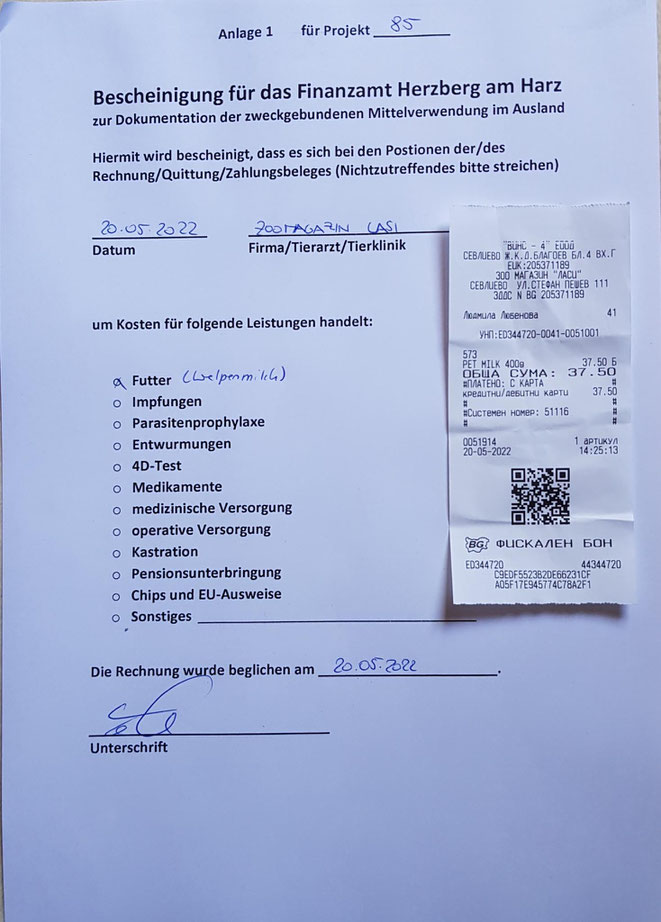 Anlage 1 für Projekt 85
Bescheinigung für das Finanzamt Herzberg am Harz
zur Dokumentation der zweckgebundenen Mittelverwendung im Ausland
Hiermit wird bescheinigt, dass es sich bei den Postionen der/des
Rechnung/Quittung/Zahlungsbeleges (Nichtzutreffendes bitte streichen)
20.05.2022 ZOOMAGAZIN LASI
Datum Firma/Tierarzt/Tierklinik
um Kosten für folgende Leistungen handelt:
Futter (Welpenmilch)
Impfungen
Parasitenprophylaxe
Entwurmungen
4D-Test
Medikamente
medizinische Versorgung
operative Versorgung
Kastration
Pensionsunterbringung
Chips und EU-Ausweise
Sonstiges
Die Rechnung wurde beglichen am 20.05.2022.
Unterschrift
"ВИНС - 4" ЕООД
СЕВЛИЕВО Ж.К.Д.БЛАГОЕВ БЛ.4 ВХ.Г
ЕИК:205371189
ЗОО МАГАЗИН "ЛАСИ"
СЕВЛИЕВО УЛ.СТЕФАН ПЕШЕВ 111
ЗДДС N BG 205371189
Людмила Любенова 41
УНП:ED344720-0041-0051001
573
PET MILK 400g 37.50 Б
ОБЩА СУМА: 37.50
#ПЛАТЕНО: С КАРТА #
кредитни/дебитни карти 37.50
# #
#Системен номер: 51116 #
# #
0051914 1 артикул
20-05-2022 14:25:13
BG ФИСКАЛЕН БОН
ED344720 44344720
C9EDF5523B2DE66231CF
A05F17E945774C78A2F1